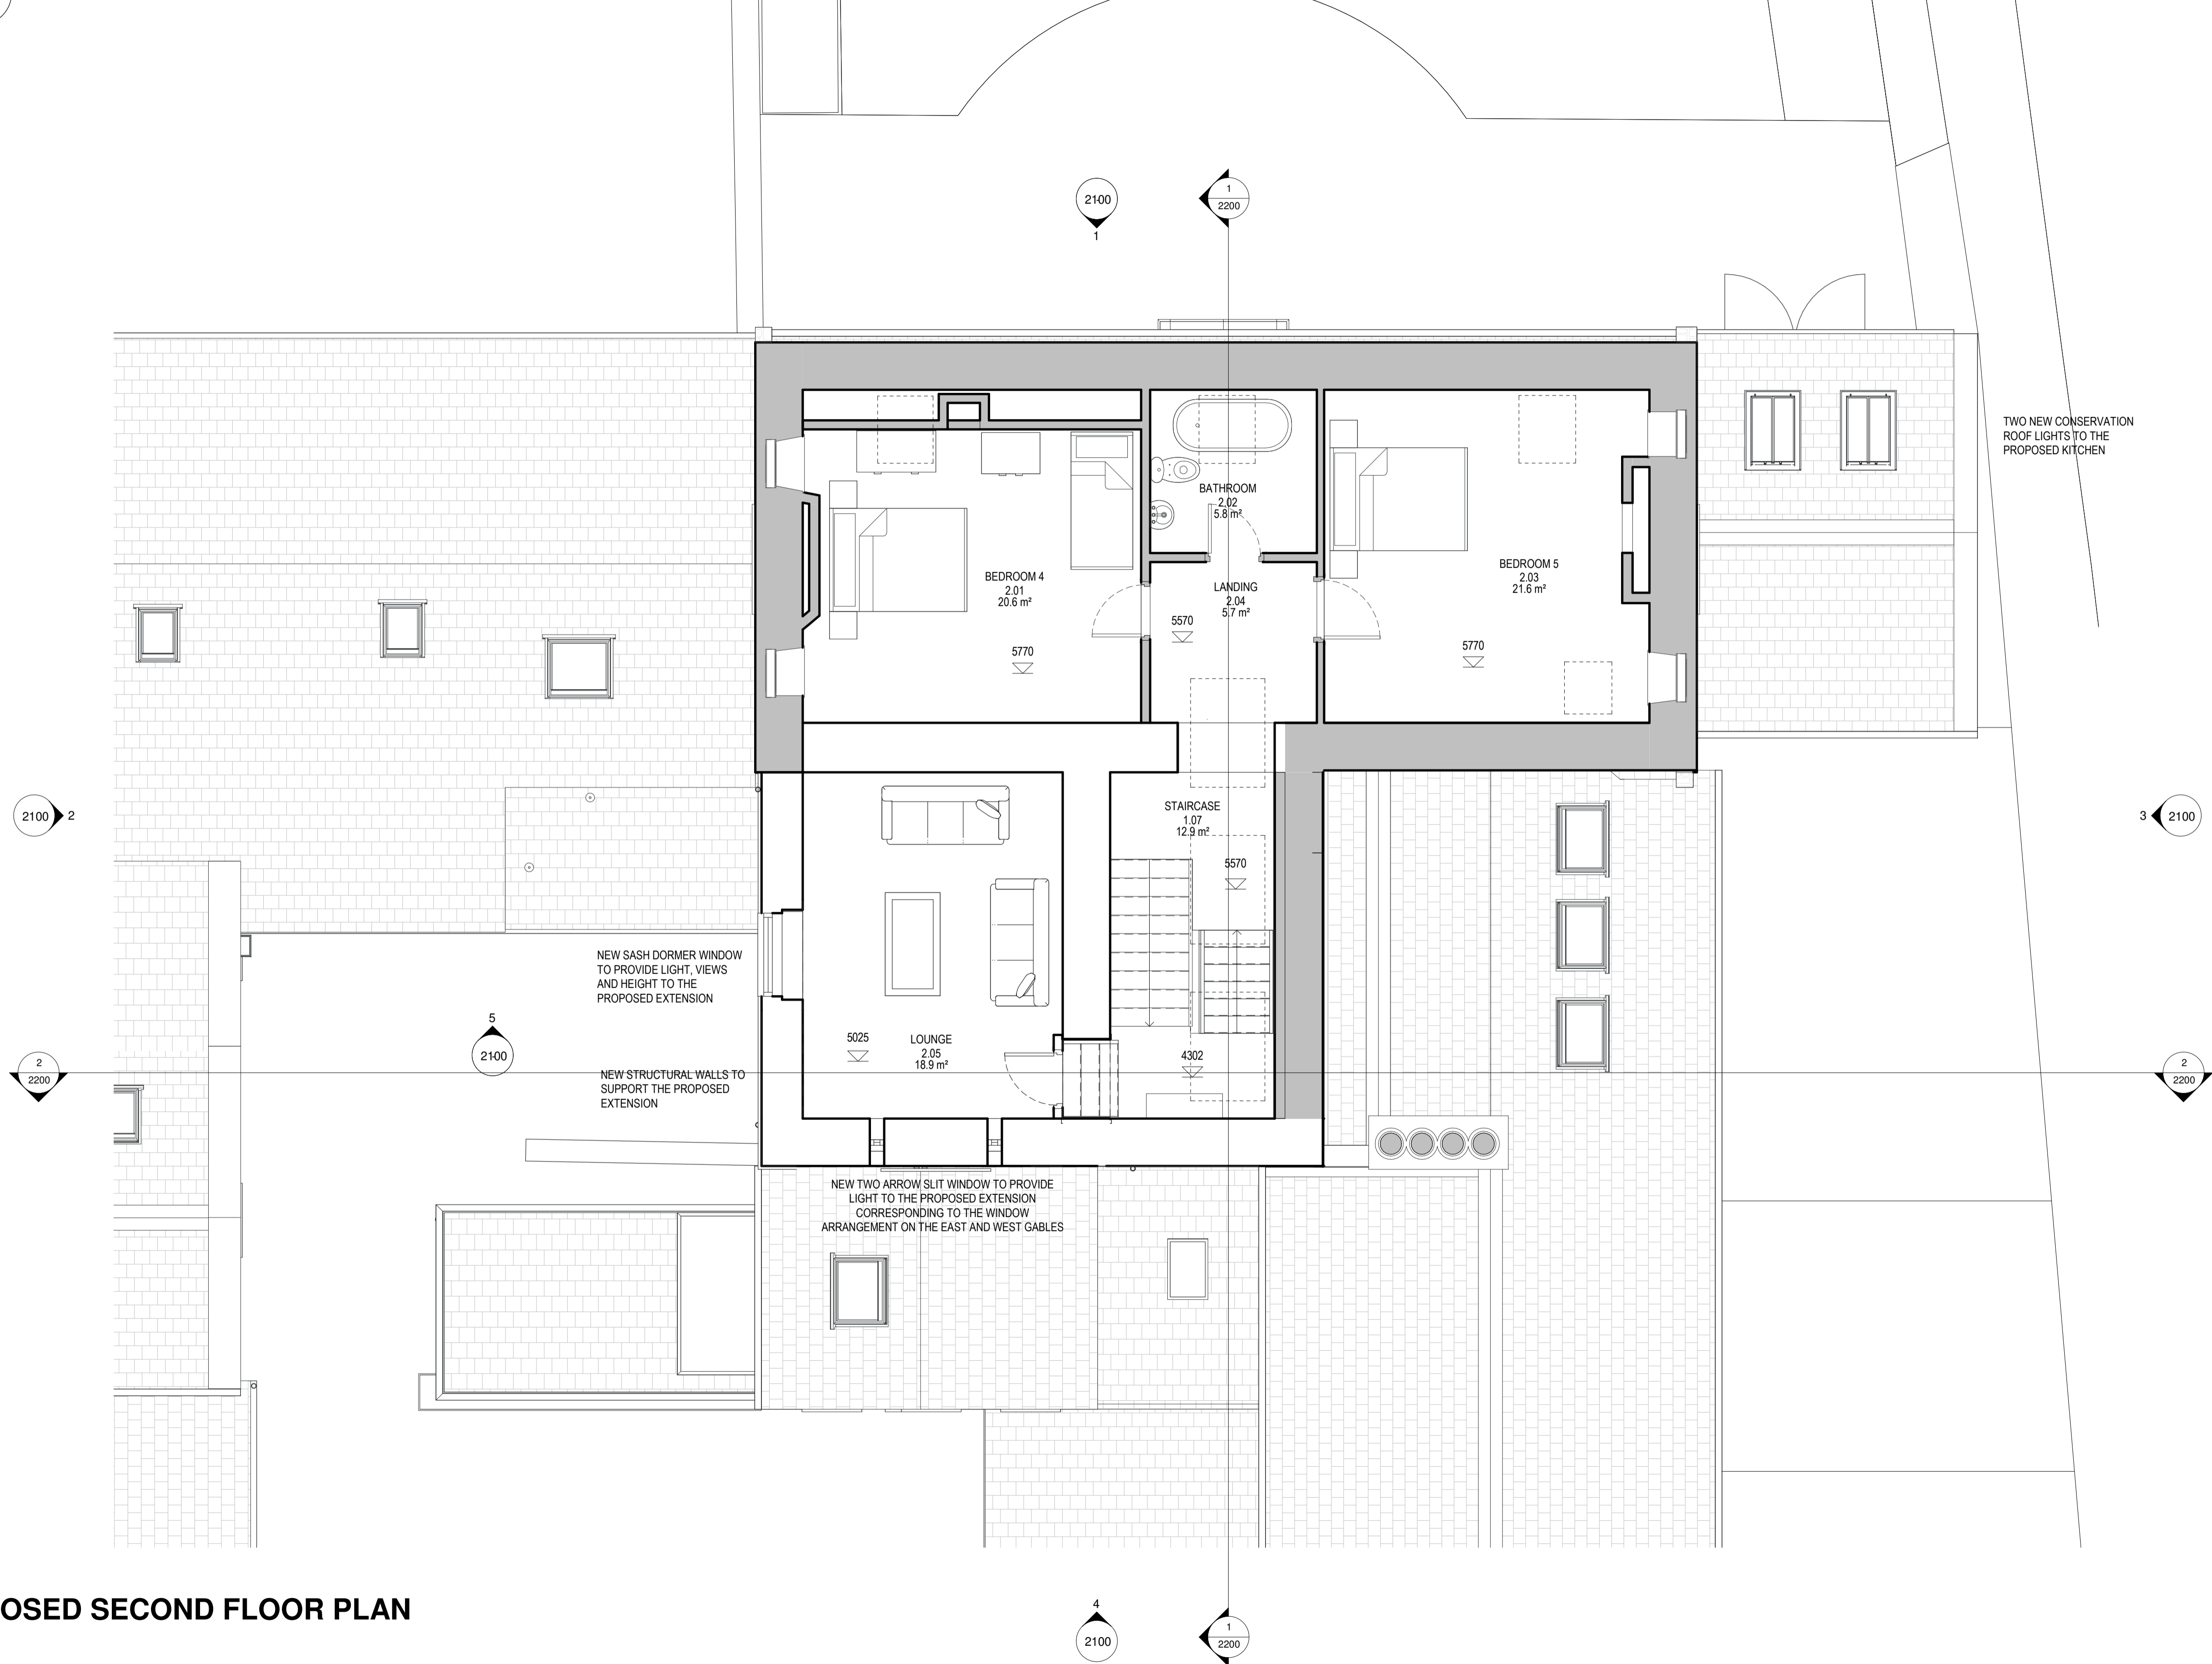 2100
1
1
2200
TWO NEW CONSERVATION
ROOF LIGHTS TO THE
PROPOSED KITCHEN
BATHROOM
2.02
5.8 m²
BEDROOM 4
2.01
20.6 m²
5770
LANDING
2.04
5.7 m²
5570
BEDROOM 5
2.03
21.6 m²
5770
2100
2
STAIRCASE
1.07
12.9 m²
5570
3
2100
NEW SASH DORMER WINDOW
TO PROVIDE LIGHT, VIEWS
AND HEIGHT TO THE
PROPOSED EXTENSION
5
2100
5025
LOUNGE
2.05
18.9 m²
4302
2
2200
2
2200
NEW STRUCTURAL WALLS TO
SUPPORT THE PROPOSED
EXTENSION
NEW TWO ARROW SLIT WINDOW TO PROVIDE
LIGHT TO THE PROPOSED EXTENSION
CORRESPONDING TO THE WINDOW
ARRANGEMENT ON THE EAST AND WEST GABLES
OSED SECOND FLOOR PLAN
4
2100
1
2200